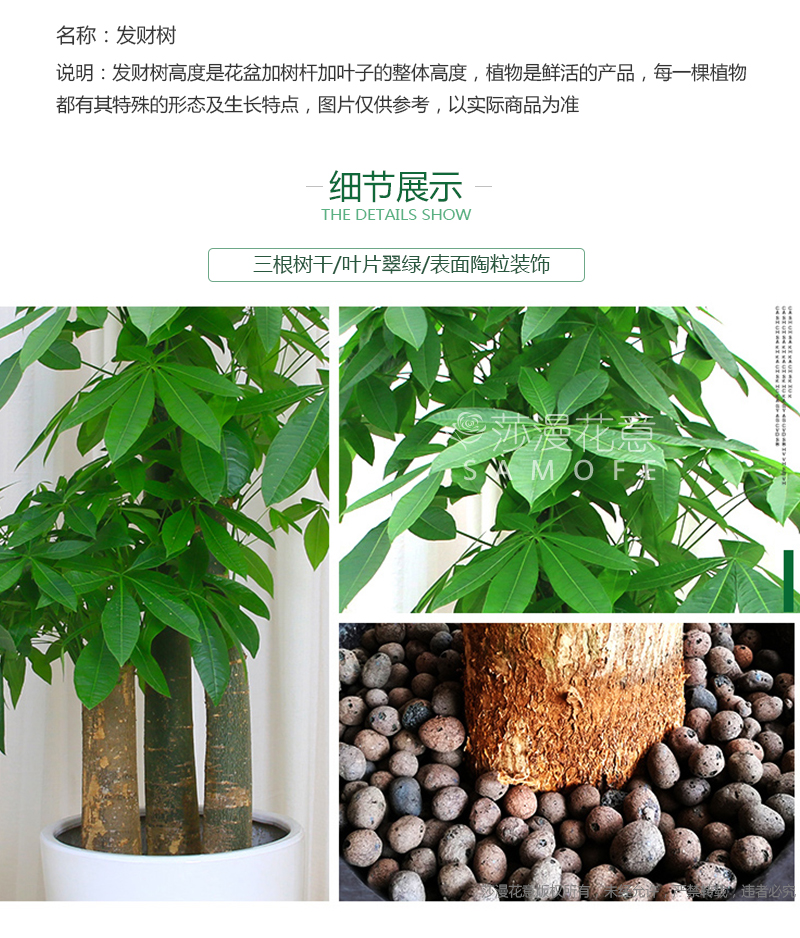 名称：发财树
说明：发财树高度是花盆加树杆加叶子的整体高度，植物是鲜活的产品，每一棵植物
都有其特殊的形态及生长特点，图片仅供参考，以实际商品为准
细节展示
THE DETAILS SHOW
三根树干/叶片翠绿/表面陶粒装饰
莎漫花意
SAMOFE
莎漫花意版权所有，未经允许，严禁转载，违者必究